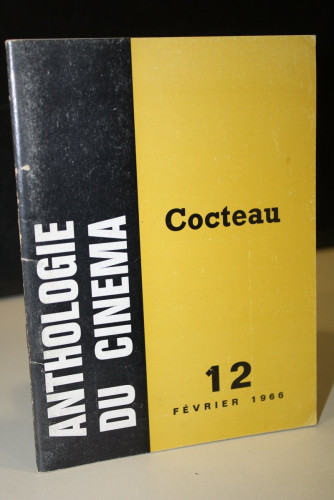 ANTHOLOGIE
DU CINEMA
Cocteau
12
FÉVRIER 1966